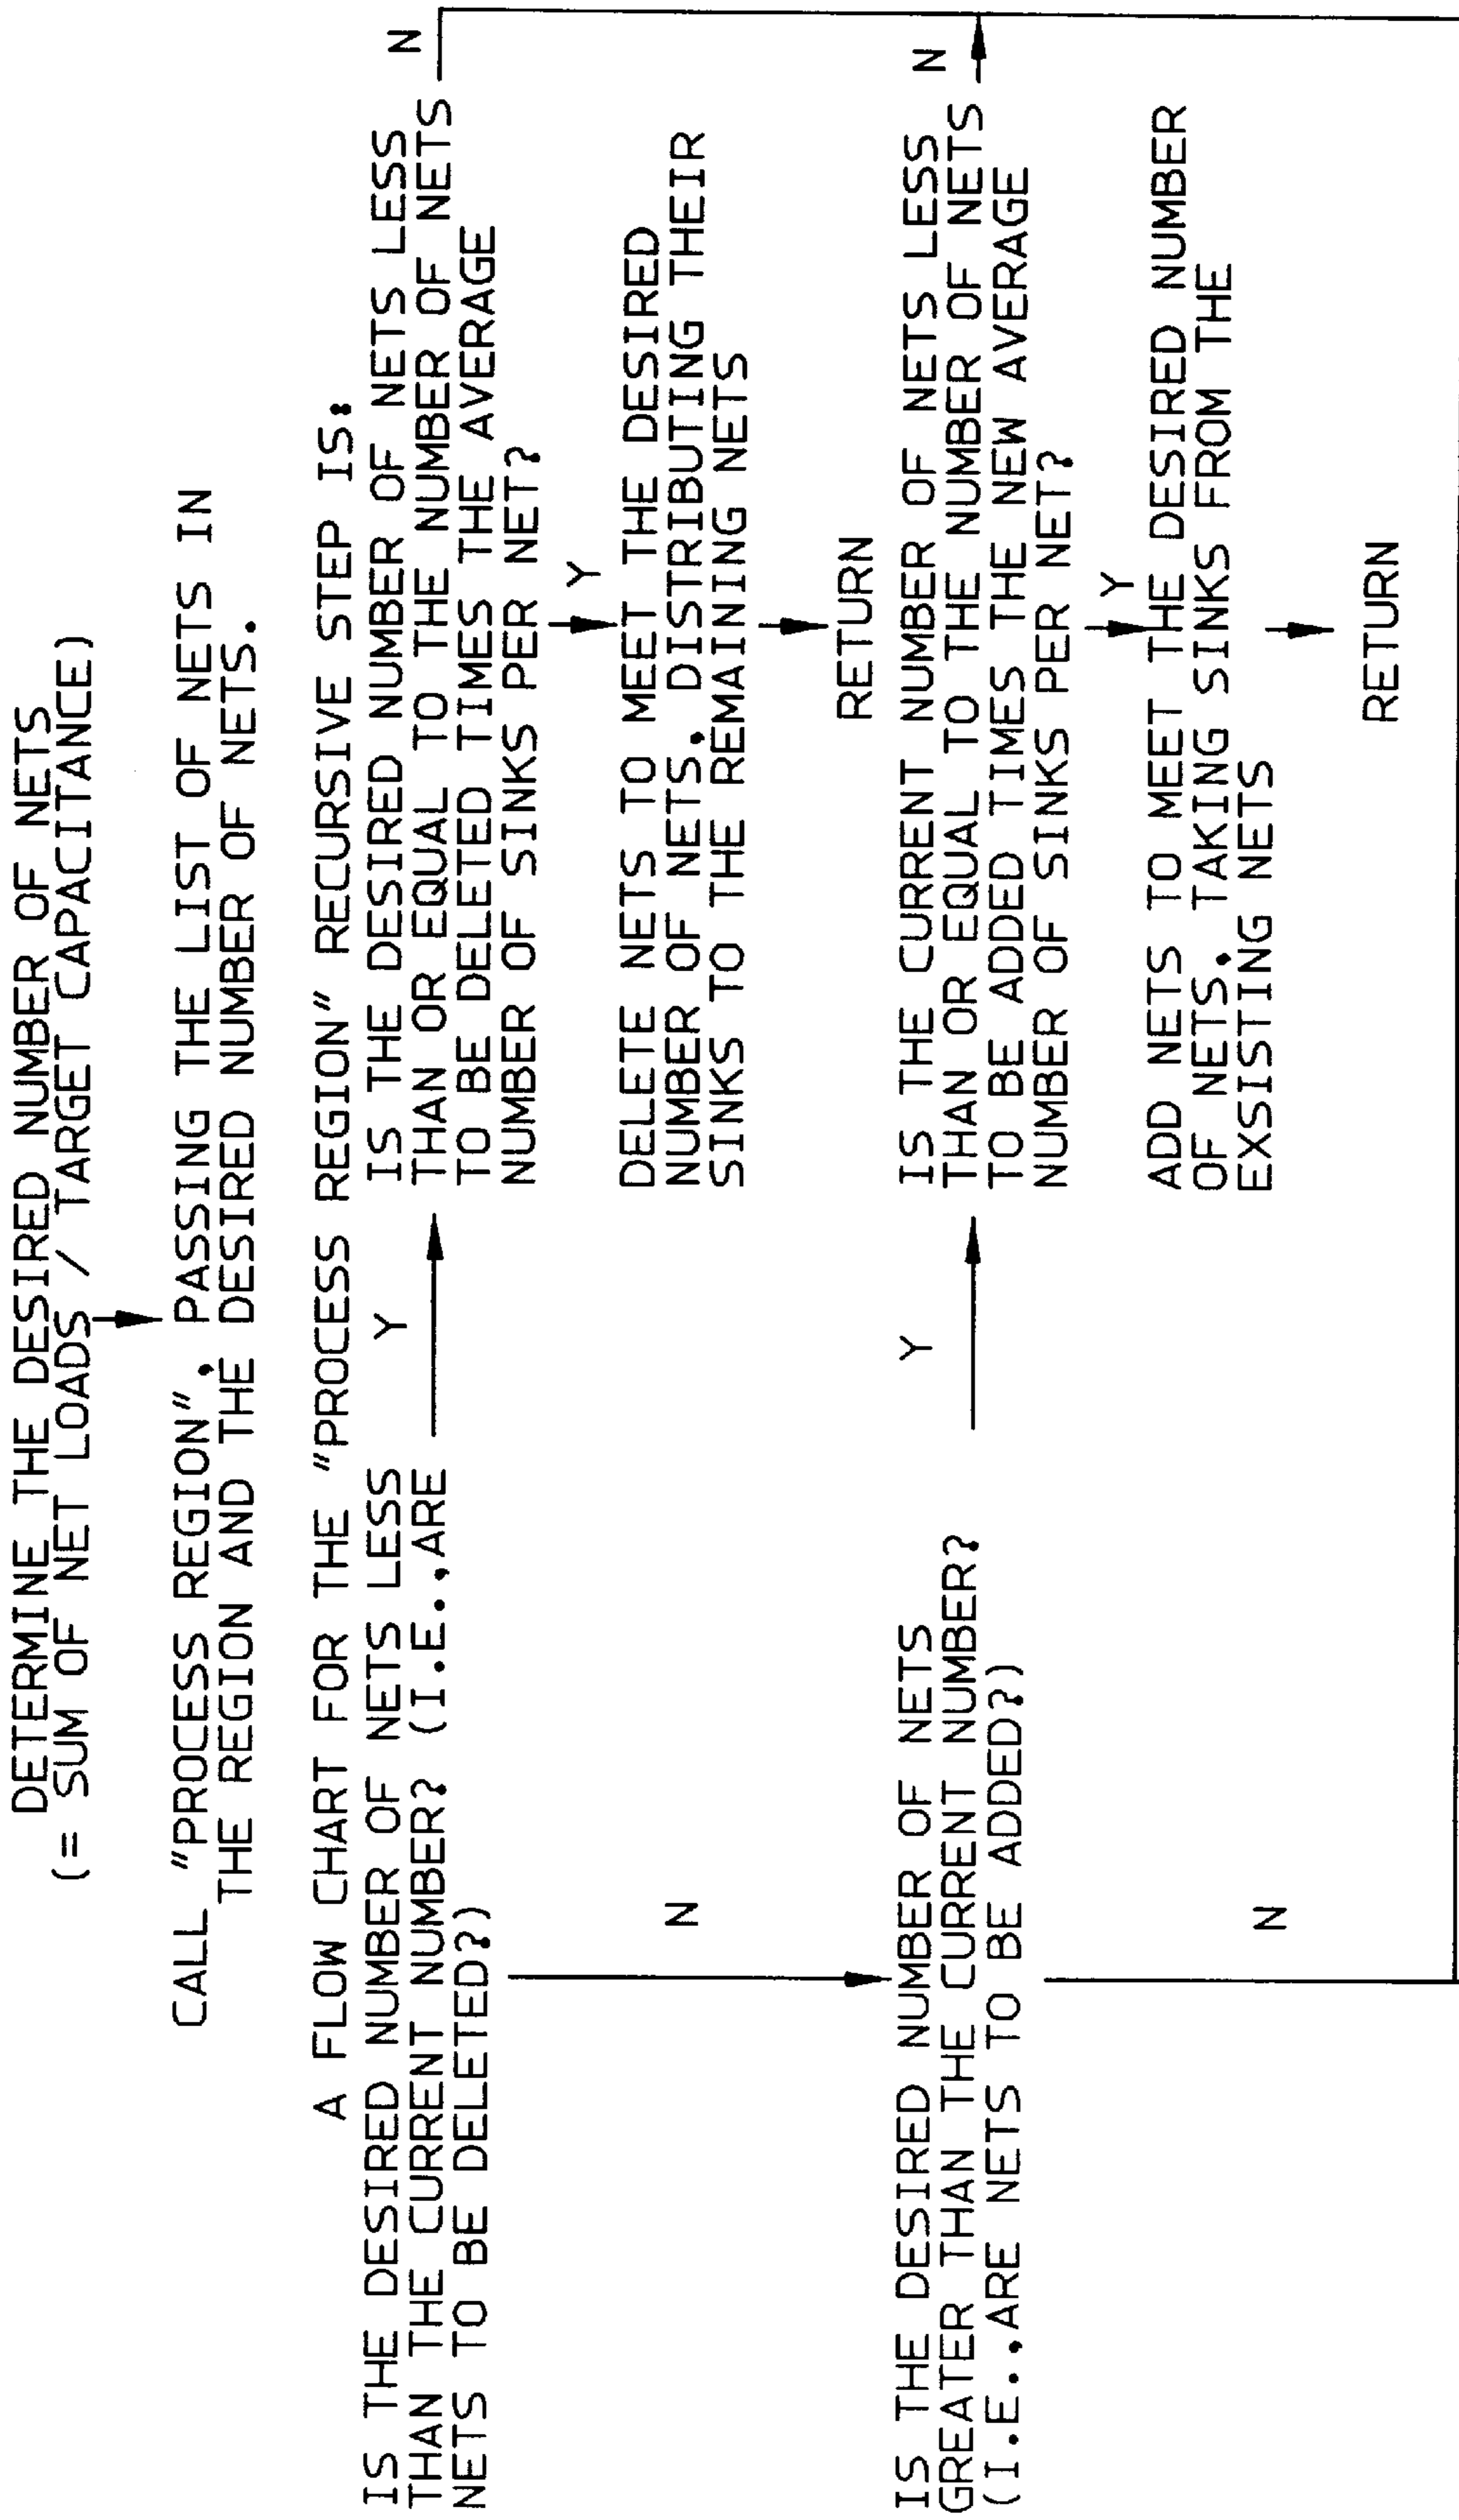 DETERMINE THE DESIRED NUMBER OF NETS
(= SUM OF NET LOADS / TARGET CAPACITANCE)
CALL "PROCESS REGION", PASSING THE LIST OF NETS IN
THE REGION AND THE DESIRED NUMBER OF NETS.
A FLOW CHART FOR THE "PROCESS REGION" RECURSIVE STEP IS:
IS THE DESIRED NUMBER OF NETS LESS
THAN THE CURRENT NUMBER? (I.E., ARE
NETS TO BE DELETED?)
Y
IS THE DESIRED NUMBER OF NETS LESS
THAN OR EQUAL TO THE NUMBER OF NETS
TO BE DELETED TIMES THE AVERAGE
NUMBER OF SINKS PER NET?
N
Y
DELETE NETS TO MEET THE DESIRED
NUMBER OF NETS, DISTRIBUTING THEIR
SINKS TO THE REMAINING NETS
RETURN
N
IS THE DESIRED NUMBER OF NETS
GREATER THAN THE CURRENT NUMBER?
(I.E., ARE NETS TO BE ADDED?)
Y
IS THE CURRENT NUMBER OF NETS LESS
THAN OR EQUAL TO THE NUMBER OF NETS
TO BE ADDED TIMES THE NEW AVERAGE
NUMBER OF SINKS PER NET?
N
Y
ADD NETS TO MEET THE DESIRED NUMBER
OF NETS, TAKING SINKS FROM THE
EXSISTING NETS
RETURN
N